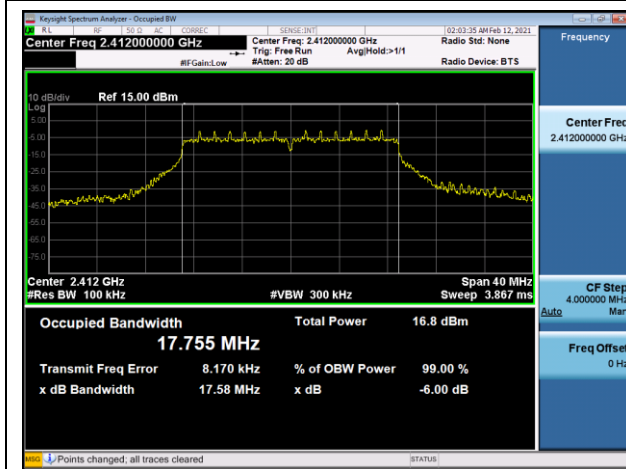 Keysight Spectrum Analyzer - Occupied BW
RL RF 50 Ω AC CORREC SENSE:INT 02:03:35 AM Feb 12, 2021
Center Freq 2.412000000 GHz
Center Freq: 2.412000000 GHz
Radio Std: None
Trig: Free Run Avg|Hold:>1/1
#IFGain:Low
#Atten: 20 dB
Radio Device: BTS
Frequency
10 dB/div Ref 15.00 dBm
Log
5.00
-5.00
-15.0
-25.0
-35.0
-45.0
-55.0
-65.0
-75.0
Center 2.412 GHz
Span 40 MHz
#Res BW 100 kHz
#VBW 300 kHz
Sweep 3.867 ms
Occupied Bandwidth
Total Power 16.8 dBm
17.755 MHz
Transmit Freq Error 8.170 kHz
% of OBW Power 99.00 %
x dB Bandwidth 17.58 MHz
x dB -6.00 dB
Center Freq
2.412000000 GHz
CF Step
4.000000 MHz
Auto Man
Freq Offset
0 Hz
MSG Points changed; all traces cleared
STATUS